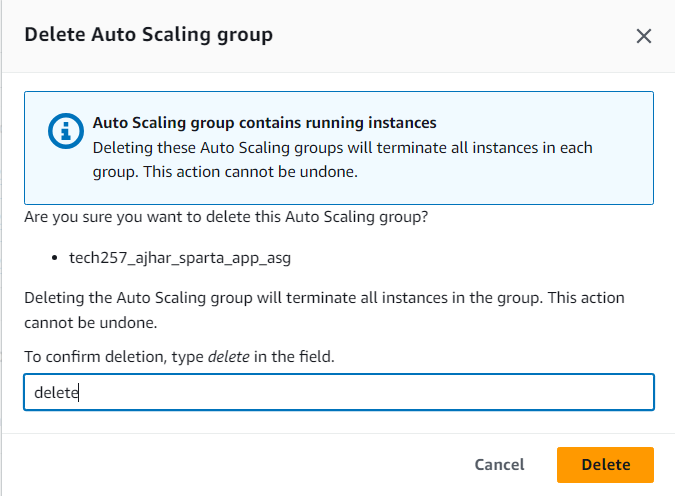 Delete Auto Scaling group
Auto Scaling group contains running instances
Deleting these Auto Scaling groups will terminate all instances in each
group. This action cannot be undone.
Are you sure you want to delete this Auto Scaling group?
• tech257_ajhar_sparta_app_asg
Deleting the Auto Scaling group will terminate all instances in the group. This action
cannot be undone.
To confirm deletion, type delete in the field.
delete
Cancel
Delete